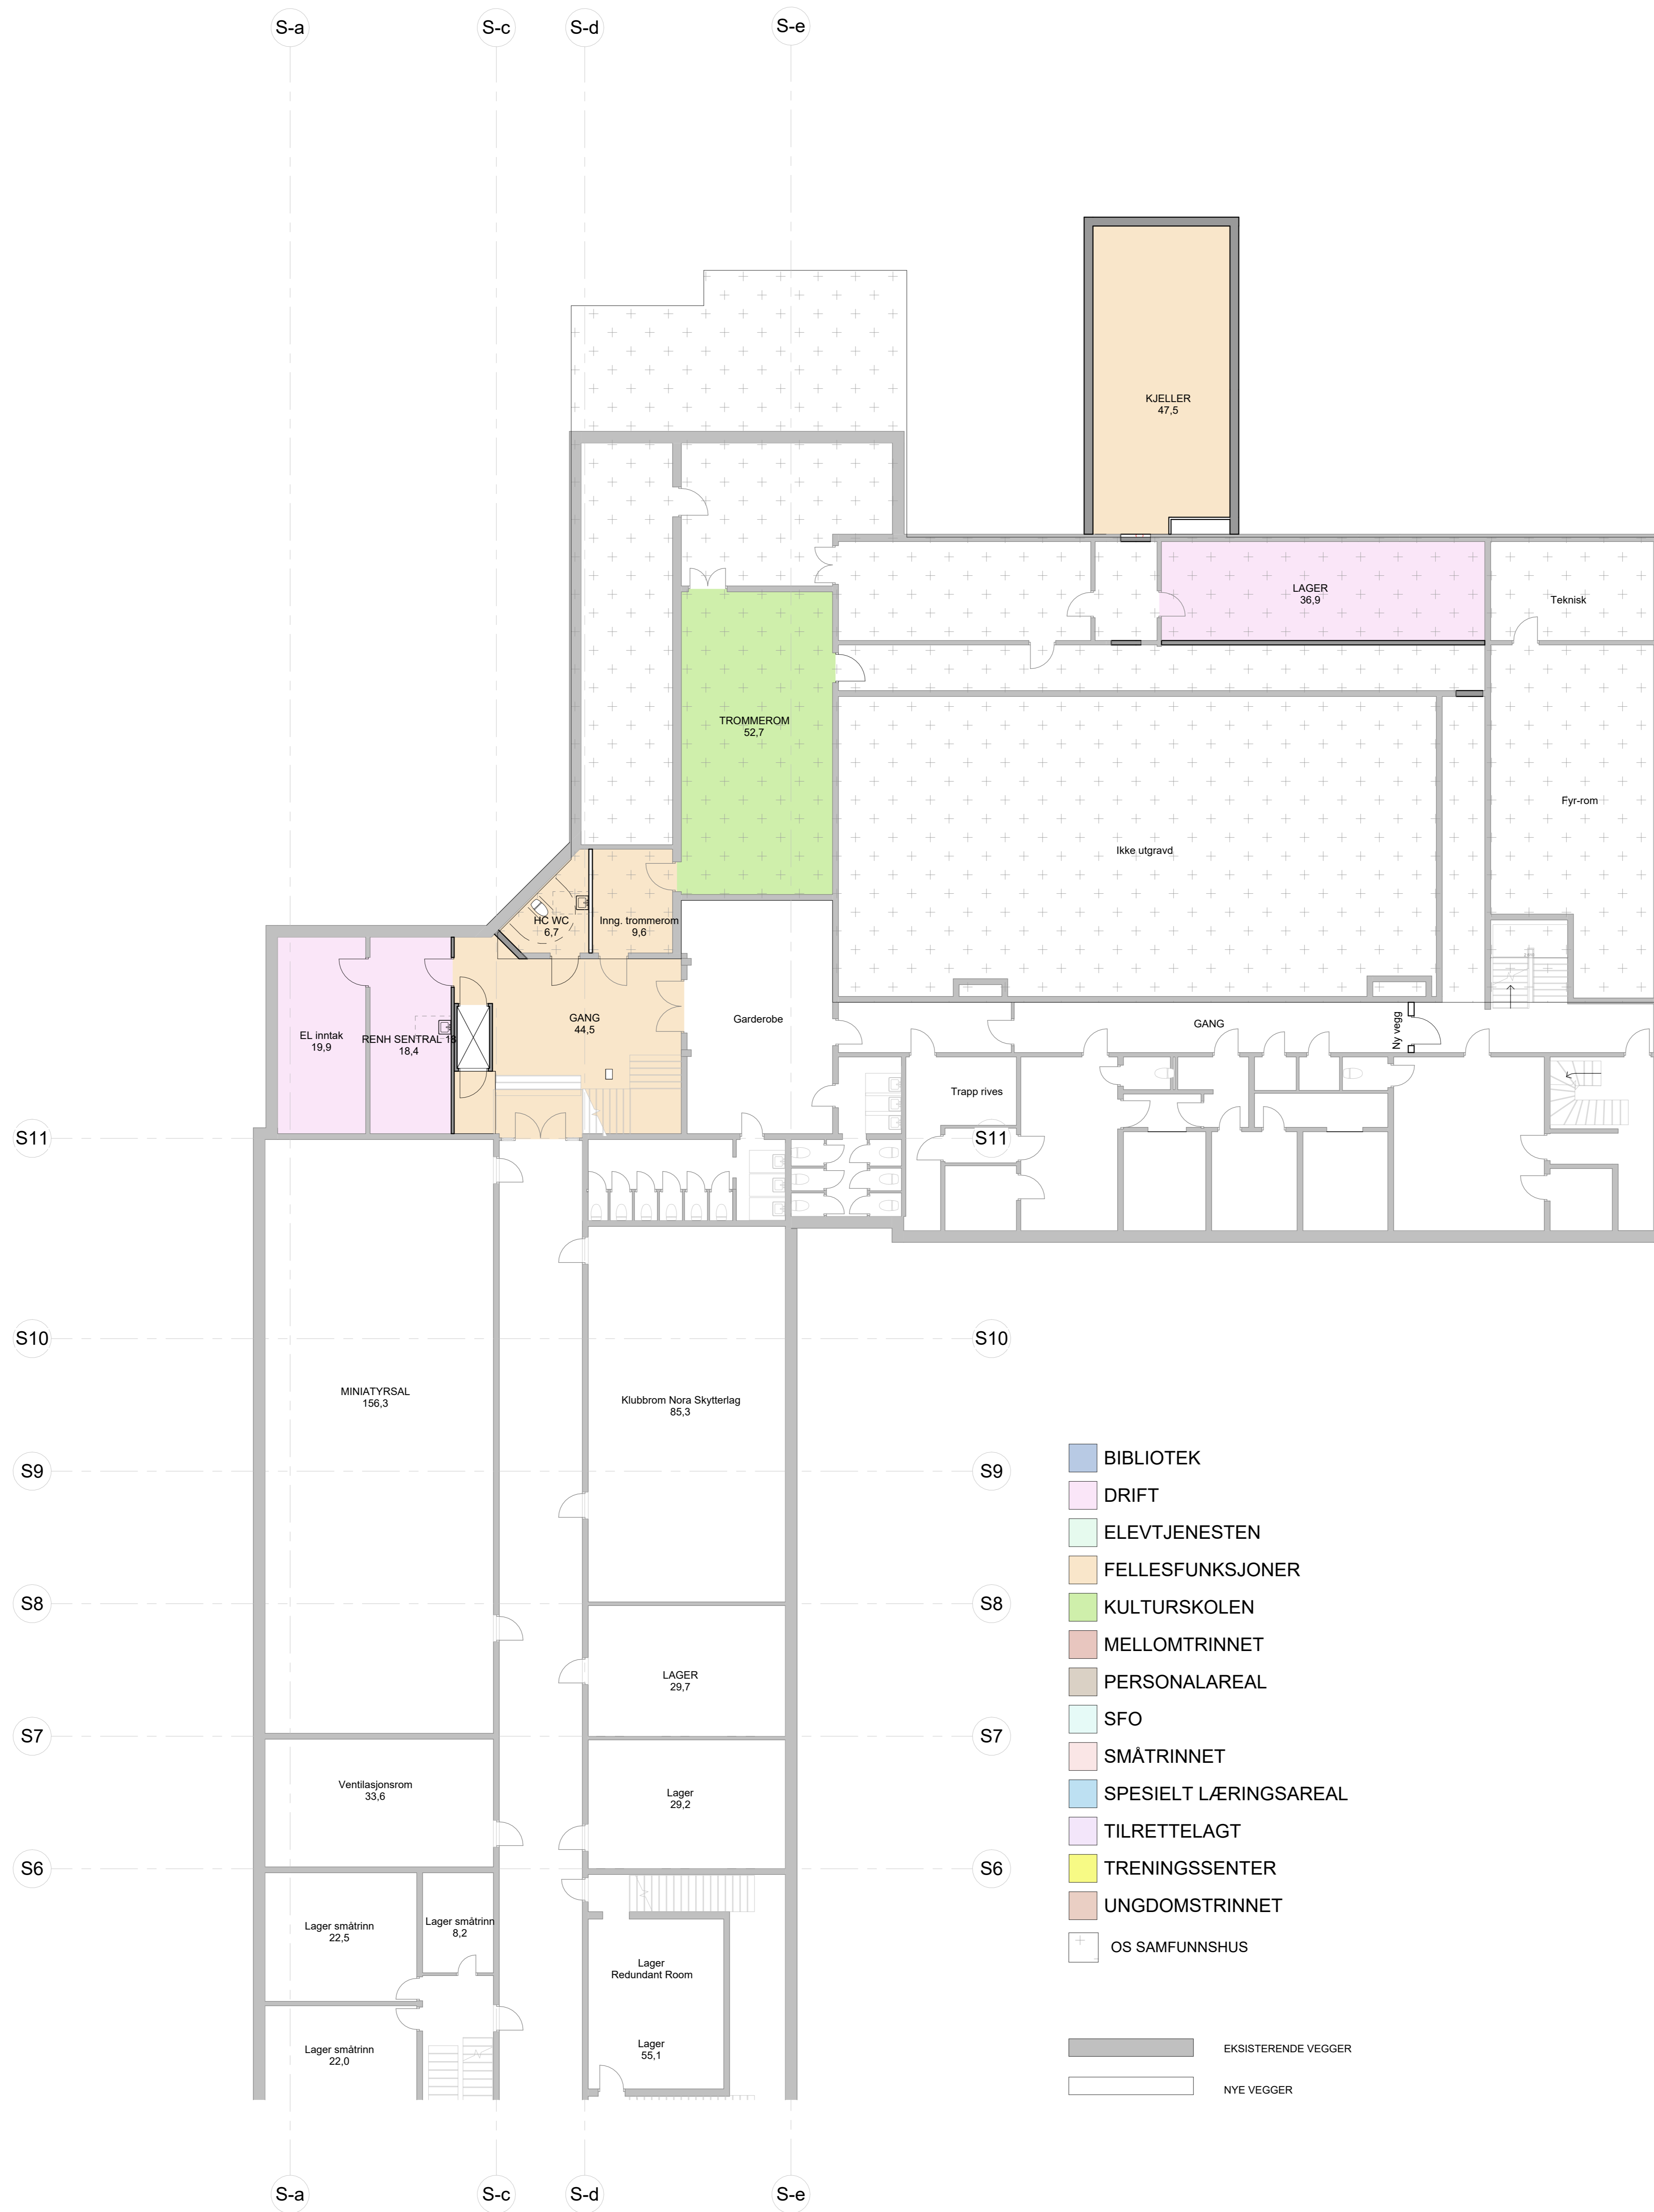 S-a
S-c
S-d
S-e
KJELLER
47,5
LAGER
36,9
Teknisk
TROMMEROM
52,7
Fyr-rom
Ikke utgravd
HC WC
6,7
Inng. trommerom
9,6
EL inntak
19,9
RENH SENTRAL 18
18,4
GANG
44,5
Garderobe
GANG
Ny vegg
Trapp rives
S11
S11
S10
S10
MINIATYRSAL
156,3
Klubbrom Nora Skytterlag
85,3
S9
S9
S8
S8
LAGER
29,7
S7
S7
Ventilasjonsrom
33,6
Lager
29,2
S6
S6
Lager småtrinn
22,5
Lager småtrinn
8,2
Lager
Redundant Room
Lager
55,1
Lager småtrinn
22,0
BIBLIOTEK
DRIFT
ELEVTJENESTEN
FELLESFUNKSJONER
KULTURSKOLEN
MELLOMTRINNET
PERSONALAREAL
SFO
SMÅTRINNET
SPESIELT LÆRINGSAREAL
TILRETTELAGT
TRENINGSSENTER
UNGDOMSTRINNET
OS SAMFUNNSHUS
EKSISTERENDE VEGGER
NYE VEGGER
S-a
S-c
S-d
S-e